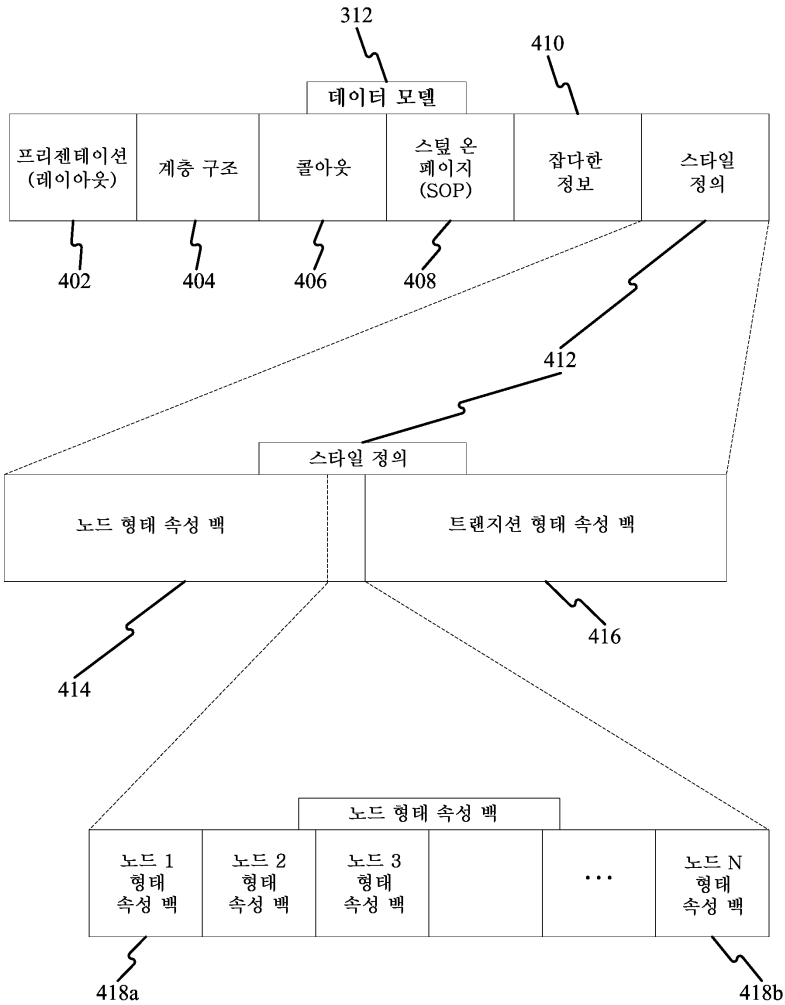 312
410
데이터 모델
프리젠테이션
(레이아웃)
계층 구조
콜아웃
스텊 온
페이지
(SOP)
잡다한
정보
스타일
정의
402
404
406
408
412
스타일 정의
노드 형태 속성 백
트랜지션 형태 속성 백
414
416
노드 형태 속성 백
노드 1
형태
속성 백
노드 2
형태
속성 백
노드 3
형태
속성 백
...
노드 N
형태
속성 백
418a
418b